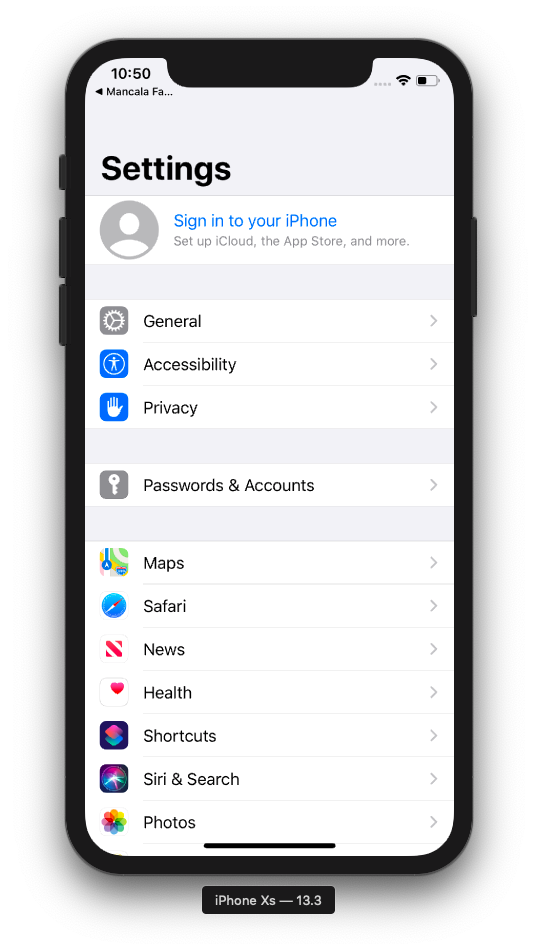 10:50
◀ Mancala Fa...
Settings
Sign in to your iPhone
Set up iCloud, the App Store, and more.
General
Accessibility
Privacy
Passwords & Accounts
Maps
Safari
News
Health
Shortcuts
Siri & Search
Photos
iPhone Xs — 13.3